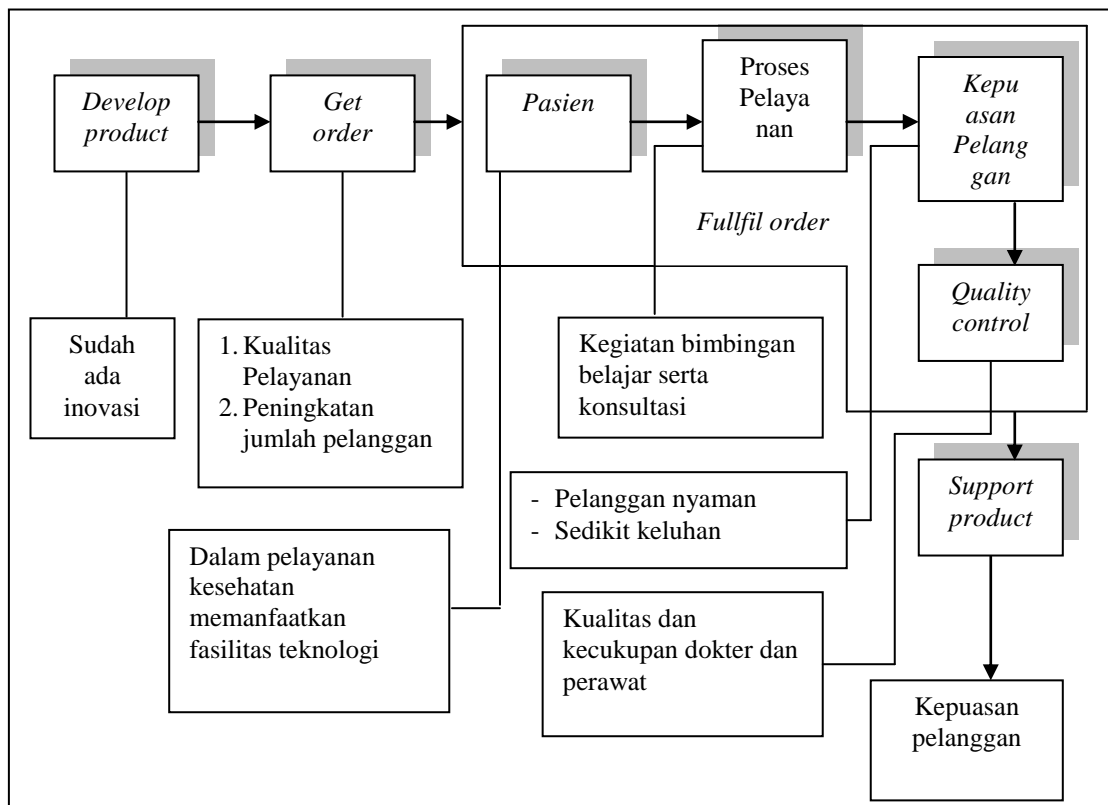 Develop
product
Get
order
Pasien
Proses
Pelaya
nan
Kepu
asan
Pelang
gan
Fullfil order
Quality
control
Sudah
ada
inovasi
1. Kualitas
Pelayanan
2. Peningkatan
jumlah pelanggan
Kegiatan bimbingan
belajar serta
konsultasi
- Pelanggan nyaman
- Sedikit keluhan
Support
product
Dalam pelayanan
kesehatan
memanfaatkan
fasilitas teknologi
Kualitas dan
kecukupan dokter dan
perawat
Kepuasan
pelanggan